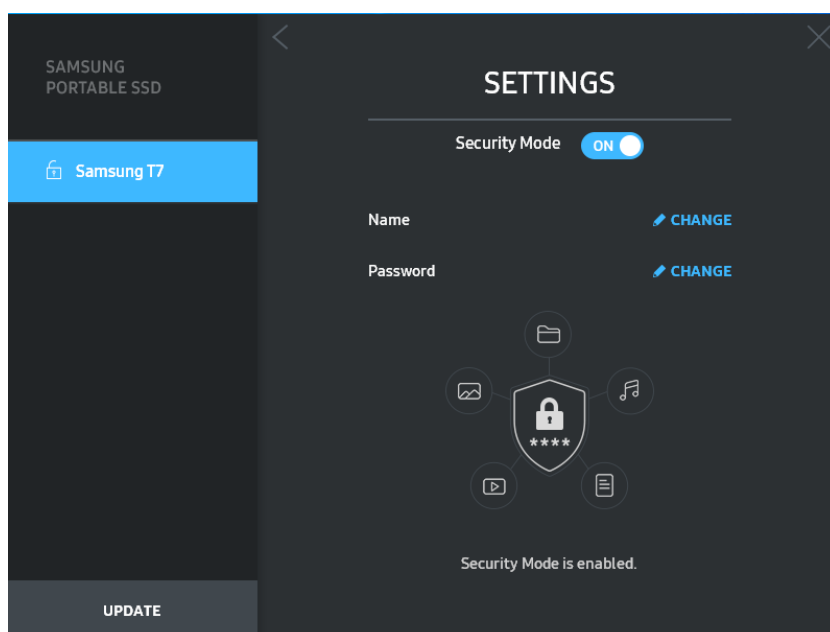 SAMSUNG
PORTABLE SSD
Samsung T7
UPDATE
SETTINGS
Security Mode ON
Name CHANGE
Password CHANGE
****
Security Mode is enabled.